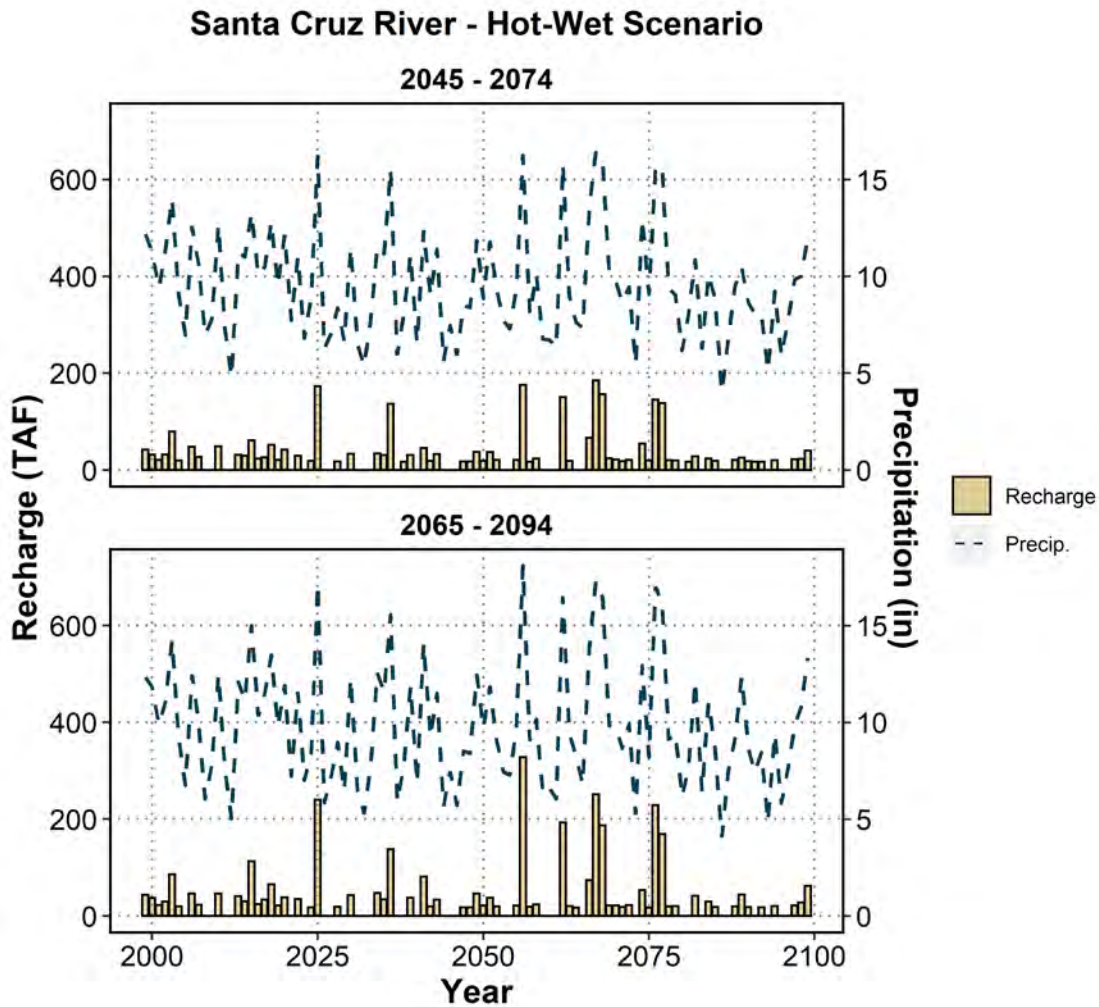 Santa Cruz River - Hot-Wet Scenario
2045 - 2074
600
400
200
0
15
10
5
0
2065 - 2094
600
400
200
0
15
10
5
0
2000 2025 2050 2075 2100
Year
Recharge (TAF)
Precipitation (in)
Recharge
Precip.